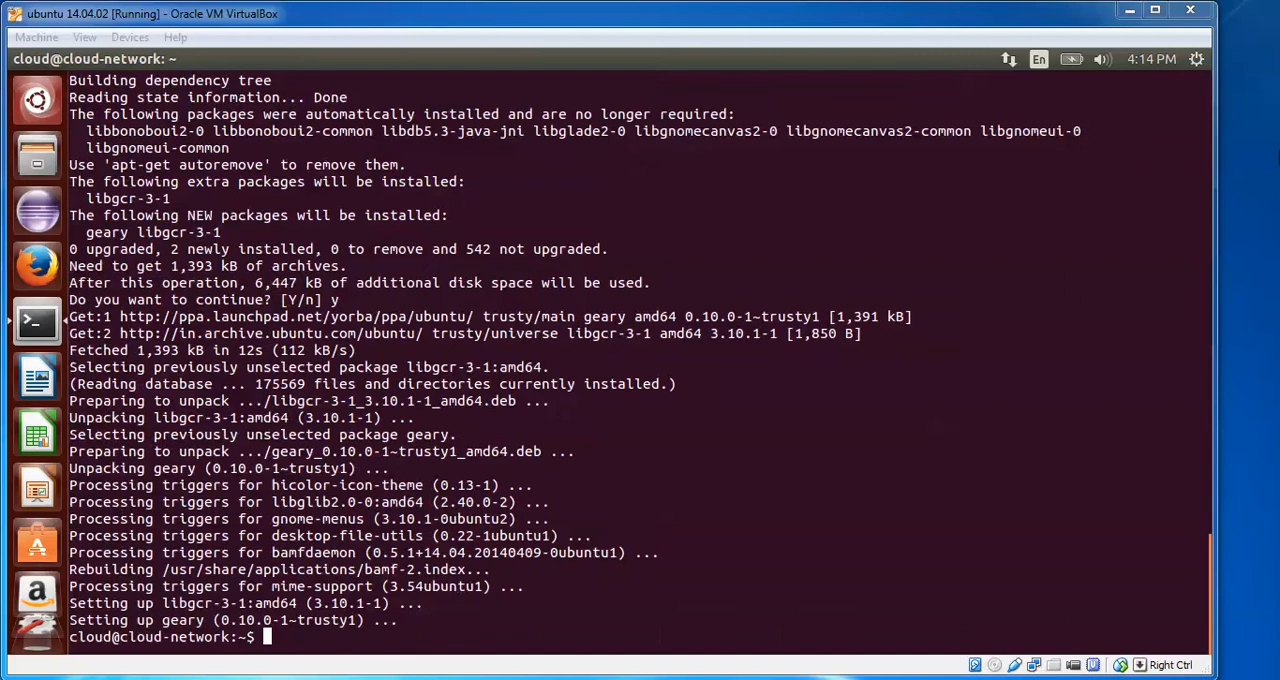 ubuntu 14.04.02 [Running] - Oracle VM VirtualBox
Machine View Devices Help
cloud@cloud-network: ~ En 4:14 PM
Building dependency tree
Reading state information... Done
The following packages were automatically installed and are no longer required:
libbonoboui2-0 libbonoboui2-common libdb5.3-java-jni libglade2-0 libgnomecanvas2-0 libgnomecanvas2-common libgnomeui-0
libgnomeui-common
Use 'apt-get autoremove' to remove them.
The following extra packages will be installed:
libgcr-3-1
The following NEW packages will be installed:
geary libgcr-3-1
0 upgraded, 2 newly installed, 0 to remove and 542 not upgraded.
Need to get 1,393 kB of archives.
After this operation, 6,447 kB of additional disk space will be used.
Do you want to continue? [Y/n] y
Get:1 http://ppa.launchpad.net/yorba/ppa/ubuntu/ trusty/main geary amd64 0.10.0-1~trusty1 [1,391 kB]
Get:2 http://in.archive.ubuntu.com/ubuntu/ trusty/universe libgcr-3-1 amd64 3.10.1-1 [1,850 B]
Fetched 1,393 kB in 12s (112 kB/s)
Selecting previously unselected package libgcr-3-1:amd64.
(Reading database ... 175569 files and directories currently installed.)
Preparing to unpack .../libgcr-3-1_3.10.1-1_amd64.deb ...
Unpacking libgcr-3-1:amd64 (3.10.1-1) ...
Selecting previously unselected package geary.
Preparing to unpack .../geary_0.10.0-1~trusty1_amd64.deb ...
Unpacking geary (0.10.0-1~trusty1) ...
Processing triggers for hicolor-icon-theme (0.13-1) ...
Processing triggers for libglib2.0-0:amd64 (2.40.0-2) ...
Processing triggers for gnome-menus (3.10.1-0ubuntu2) ...
Processing triggers for desktop-file-utils (0.22-1ubuntu1) ...
Processing triggers for bamfdaemon (0.5.1+14.04.20140409-0ubuntu1) ...
Rebuilding /usr/share/applications/bamf-2.index...
Processing triggers for mime-support (3.54ubuntu1) ...
Setting up libgcr-3-1:amd64 (3.10.1-1) ...
Setting up geary (0.10.0-1~trusty1) ...
cloud@cloud-network:~$
Right Ctrl